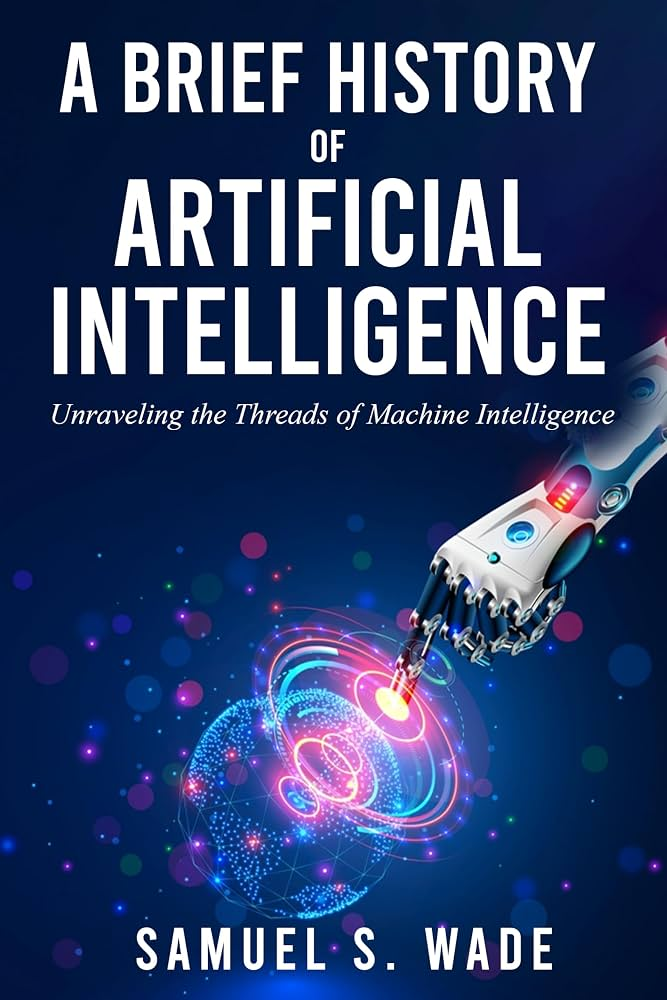 A BRIEF HISTORY
OF
ARTIFICIAL
INTELLIGENCE
Unraveling the Threads of Machine Intelligence
SAMUEL S. WADE